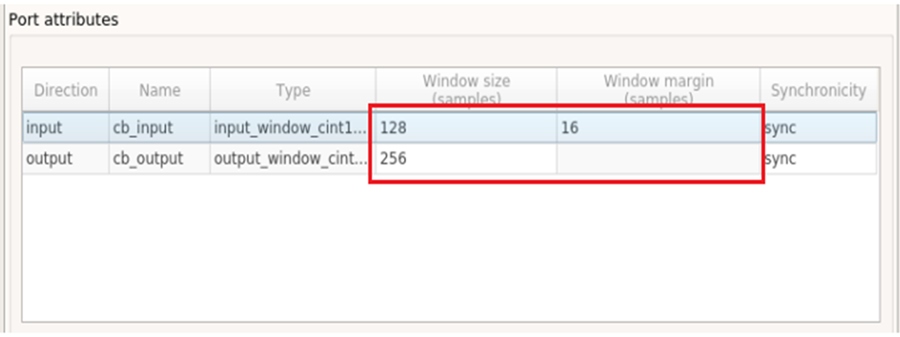 Port attributes
Direction Name Type Window size (samples) Window margin (samples) Synchronicity
input cb_input input_window_cint1... 128 16 sync
output cb_output output_window_cint... 256 sync